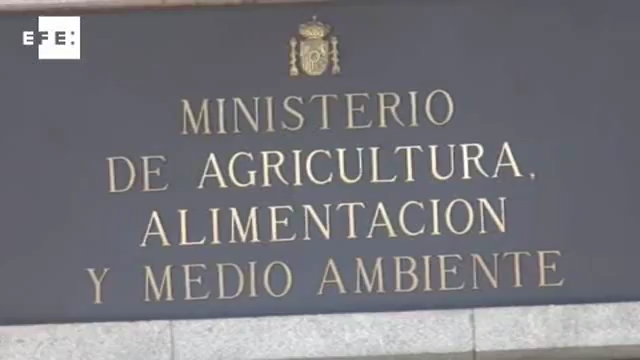 EFE:
MINISTERIO
DE AGRICULTURA,
ALIMENTACION
Y MEDIO AMBIENTE